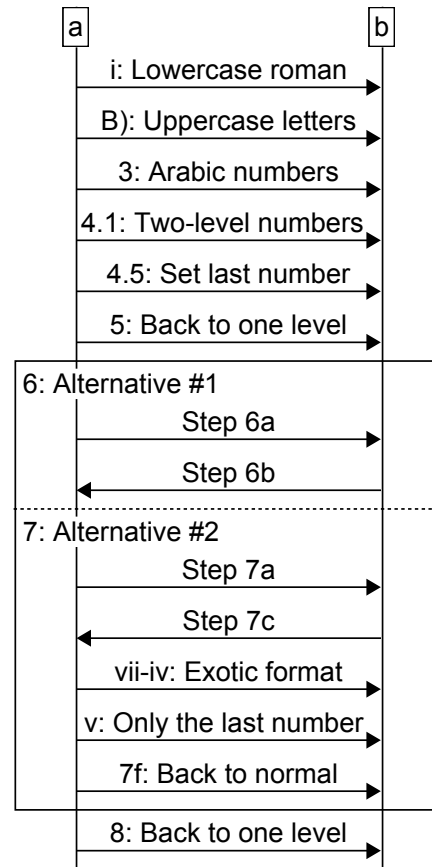 a b
i: Lowercase roman
B): Uppercase letters
3: Arabic numbers
4.1: Two-level numbers
4.5: Set last number
5: Back to one level
6: Alternative #1
Step 6a
Step 6b
7: Alternative #2
Step 7a
Step 7c
vii-iv: Exotic format
v: Only the last number
7f: Back to normal
8: Back to one level